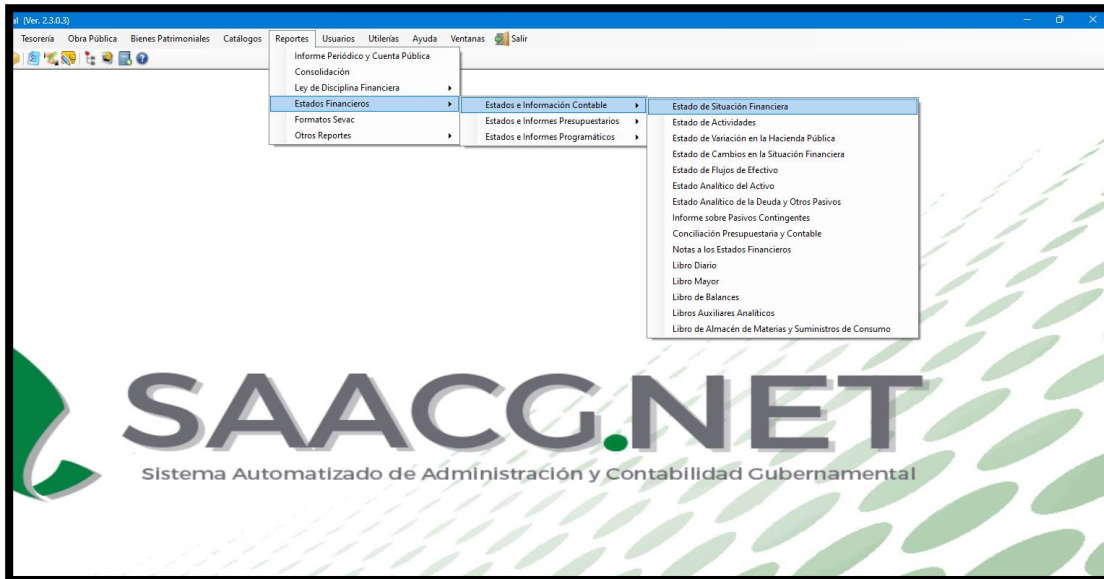 al (Ver. 2.3.0.3)
Tesorería Obra Pública Bienes Patrimoniales Catálogos Reportes Usuarios Utilerías Ayuda Ventanas Salir
Informe Periódico y Cuenta Pública
Consolidación
Ley de Disciplina Financiera
Estados Financieros
Formatos Sevac
Otros Reportes
Estados e Información Contable
Estados e Informes Presupuestarios
Estados e Informes Programáticos
Estado de Situación Financiera
Estado de Actividades
Estado de Variación en la Hacienda Pública
Estado de Cambios en la Situación Financiera
Estado de Flujos de Efectivo
Estado Analítico del Activo
Estado Analítico de la Deuda y Otros Pasivos
Informe sobre Pasivos Contingentes
Conciliación Presupuestaria y Contable
Notas a los Estados Financieros
Libro Diario
Libro Mayor
Libro de Balances
Libros Auxiliares Analíticos
Libro de Almacén de Materias y Suministros de Consumo
SAACG.NET
Sistema Automatizado de Administración y Contabilidad Gubernamental